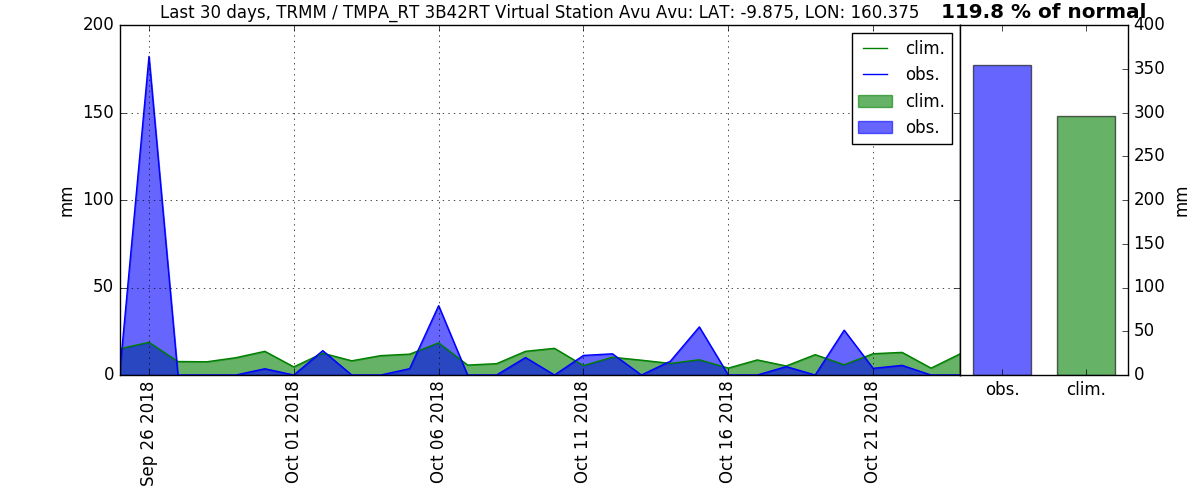 Last 30 days, TRMM / TMPA_RT 3B42RT Virtual Station Avu Avu: LAT: -9.875, LON: 160.375
119.8 % of normal
200
150
100
50
0
mm
clim.
obs.
clim.
obs.
Sep 26 2018
Oct 01 2018
Oct 06 2018
Oct 11 2018
Oct 16 2018
Oct 21 2018
400
350
300
250
200
150
100
50
0
mm
obs.
clim.